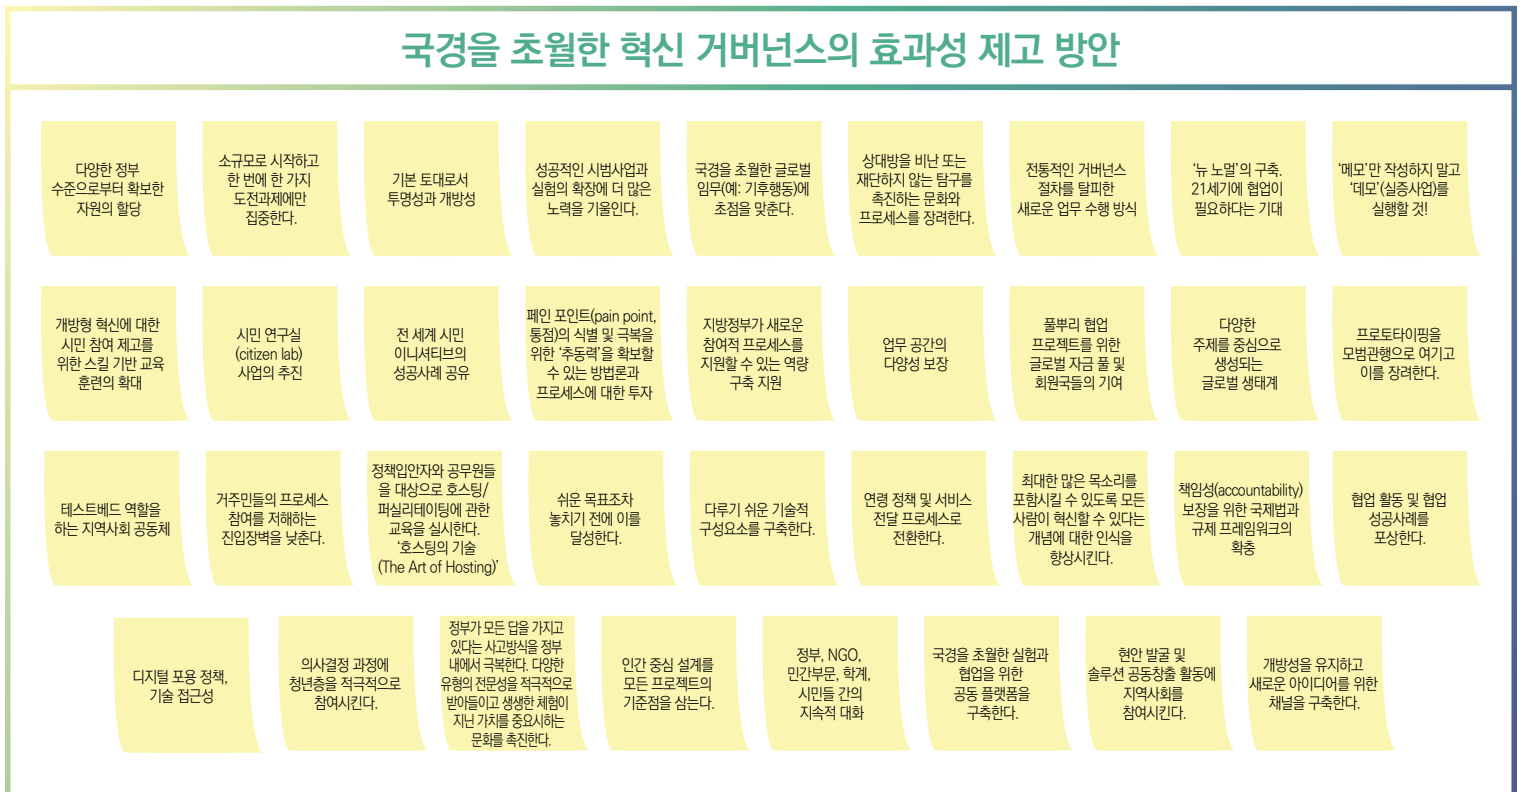 국경을 초월한 혁신 거버넌스의 효과성 제고 방안
다양한 정부
수준으로부터 확보한
자원의 할당
소규모로 시작하고
한 번에 한 가지
도전과제에만
집중한다.
기본 토대로서
투명성과 개방성
성공적인 시범사업과
실험의 확장에 더 많은
노력을 기울인다.
국경을 초월한 글로벌
임무(예: 기후행동)에
초점을 맞춘다.
상대방을 비난 또는
재단하지 않는 탐구를
촉진하는 문화와
프로세스를 장려한다.
전통적인 거버넌스
절차를 탈피한
새로운 업무 수행 방식
‘뉴 노멀’의 구축.
21세기에 협업이
필요하다는 기대
‘메모’만 작성하지 말고
‘데모’(실증사업)를
실행할 것!
개방형 혁신에 대한
시민 참여 제고를
위한 스킬 기반 교육
훈련의 확대
시민 연구실
(citizen lab)
사업의 추진
전 세계 시민
이니셔티브의
성공사례 공유
페인 포인트(pain point,
통점)의 식별 및 극복을
위한 ‘추동력’을 확보할
수 있는 방법론과
프로세스에 대한 투자
지방정부가 새로운
참여적 프로세스를
지원할 수 있는 역량
구축 지원
업무 공간의
다양성 보장
풀뿌리 협업
프로젝트를 위한
글로벌 자금 풀 및
회원국들의 기여
다양한
주제를 중심으로
생성되는
글로벌 생태계
프로토타이핑을
모범관행으로 여기고
이를 장려한다.
테스트베드 역할을
하는 지역사회 공동체
거주민들의 프로세스
참여를 저해하는
진입장벽을 낮춘다.
정책입안자와 공무원들
을 대상으로 호스팅/
퍼실리테이팅에 관한
교육을 실시한다.
‘호스팅의 기술
(The Art of Hosting)’
쉬운 목표조차
놓치기 전에 이를
달성한다.
다루기 쉬운 기술적
구성요소를 구축한다.
연령 정책 및 서비스
전달 프로세스로
전환한다.
최대한 많은 목소리를
포함시킬 수 있도록 모든
사람이 혁신할 수 있다는
개념에 대한 인식을
향상시킨다.
책임성(accountability)
보장을 위한 국제법과
규제 프레임워크의
확충
협업 활동 및 협업
성공사례를
포상한다.
디지털 포용 정책,
기술 접근성
의사결정 과정에
청년층을 적극적으로
참여시킨다.
정부가 모든 답을 가지고
있다는 사고방식을 정부
내에서 극복한다. 다양한
유형의 전문성을 적극적으로
받아들이고 생생한 체험이
지닌 가치를 중요시하는
문화를 촉진한다.
인간 중심 설계를
모든 프로젝트의
기준점을 삼는다.
정부, NGO,
민간부문, 학계,
시민들 간의
지속적 대화
국경을 초월한 실험과
협업을 위한
공동 플랫폼을
구축한다.
현안 발굴 및
솔루션 공동창출 활동에
지역사회를
참여시킨다.
개방성을 유지하고
새로운 아이디어를 위한
채널을 구축한다.